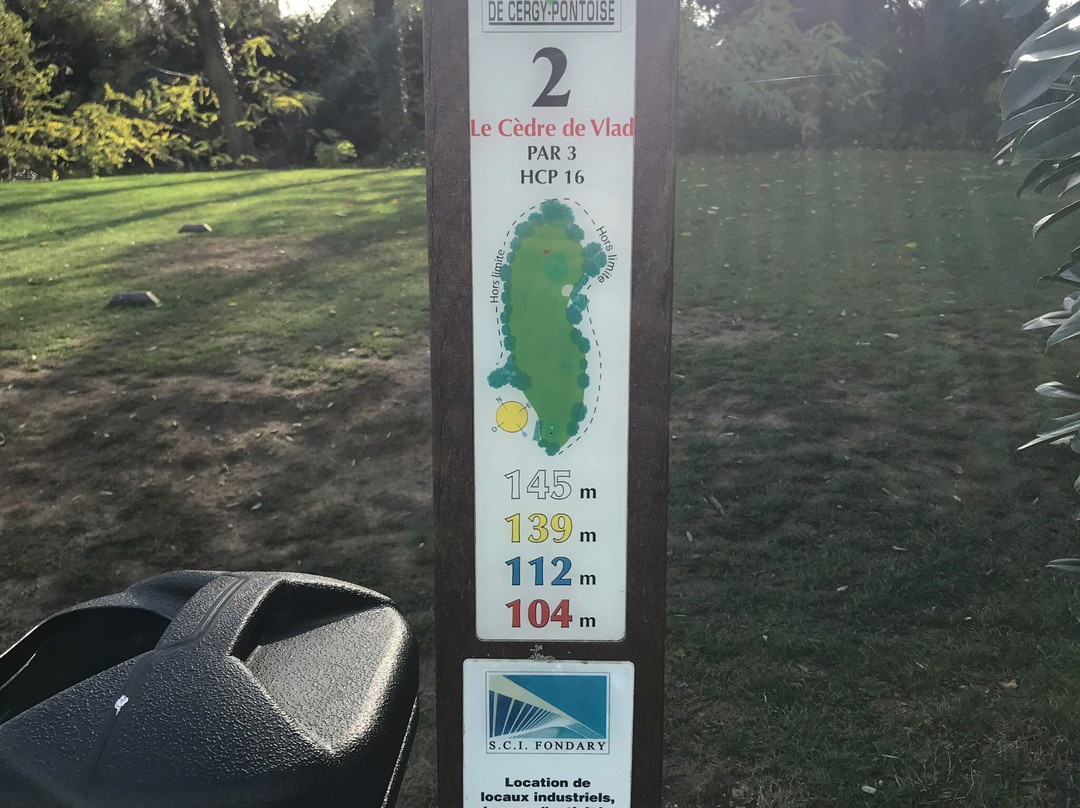 DE CERGY-PONTOISE
2
Le Cèdre de Vlad
PAR 3
HCP 16
Hors limite
Hors limite
N
E
O
S
145 m
139 m
112 m
104 m
S.C.I. FONDARY
Location de
locaux industriels,